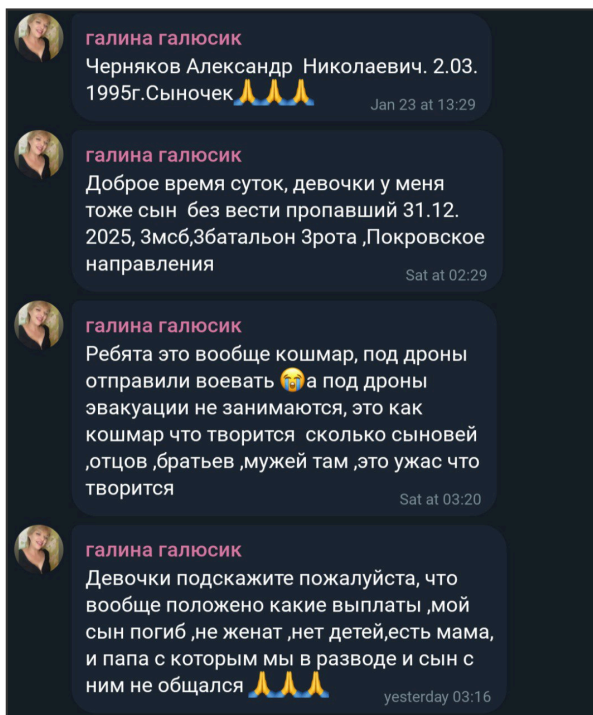 галина галюсик
Черняков Александр Николаевич. 2.03.
1995г.Сыночек🙏🙏🙏
Jan 23 at 13:29
галина галюсик
Доброе время суток, девочки у меня
тоже сын без вести пропавший 31.12.
2025, 3мсб,3батальон 3рота ,Покровское
направления
Sat at 02:29
галина галюсик
Ребята это вообще кошмар, под дроны
отправили воевать 😭а под дроны
эвакуации не занимаются, это как
кошмар что творится сколько сыновей
,отцов ,братьев ,мужей там ,это ужас что
творится
Sat at 03:20
галина галюсик
Девочки подскажите пожалуйста, что
вообще положено какие выплаты ,мой
сын погиб ,не женат ,нет детей,есть мама,
и папа с которым мы в разводе и сын с
ним не общался 🙏🙏🙏
yesterday 03:16